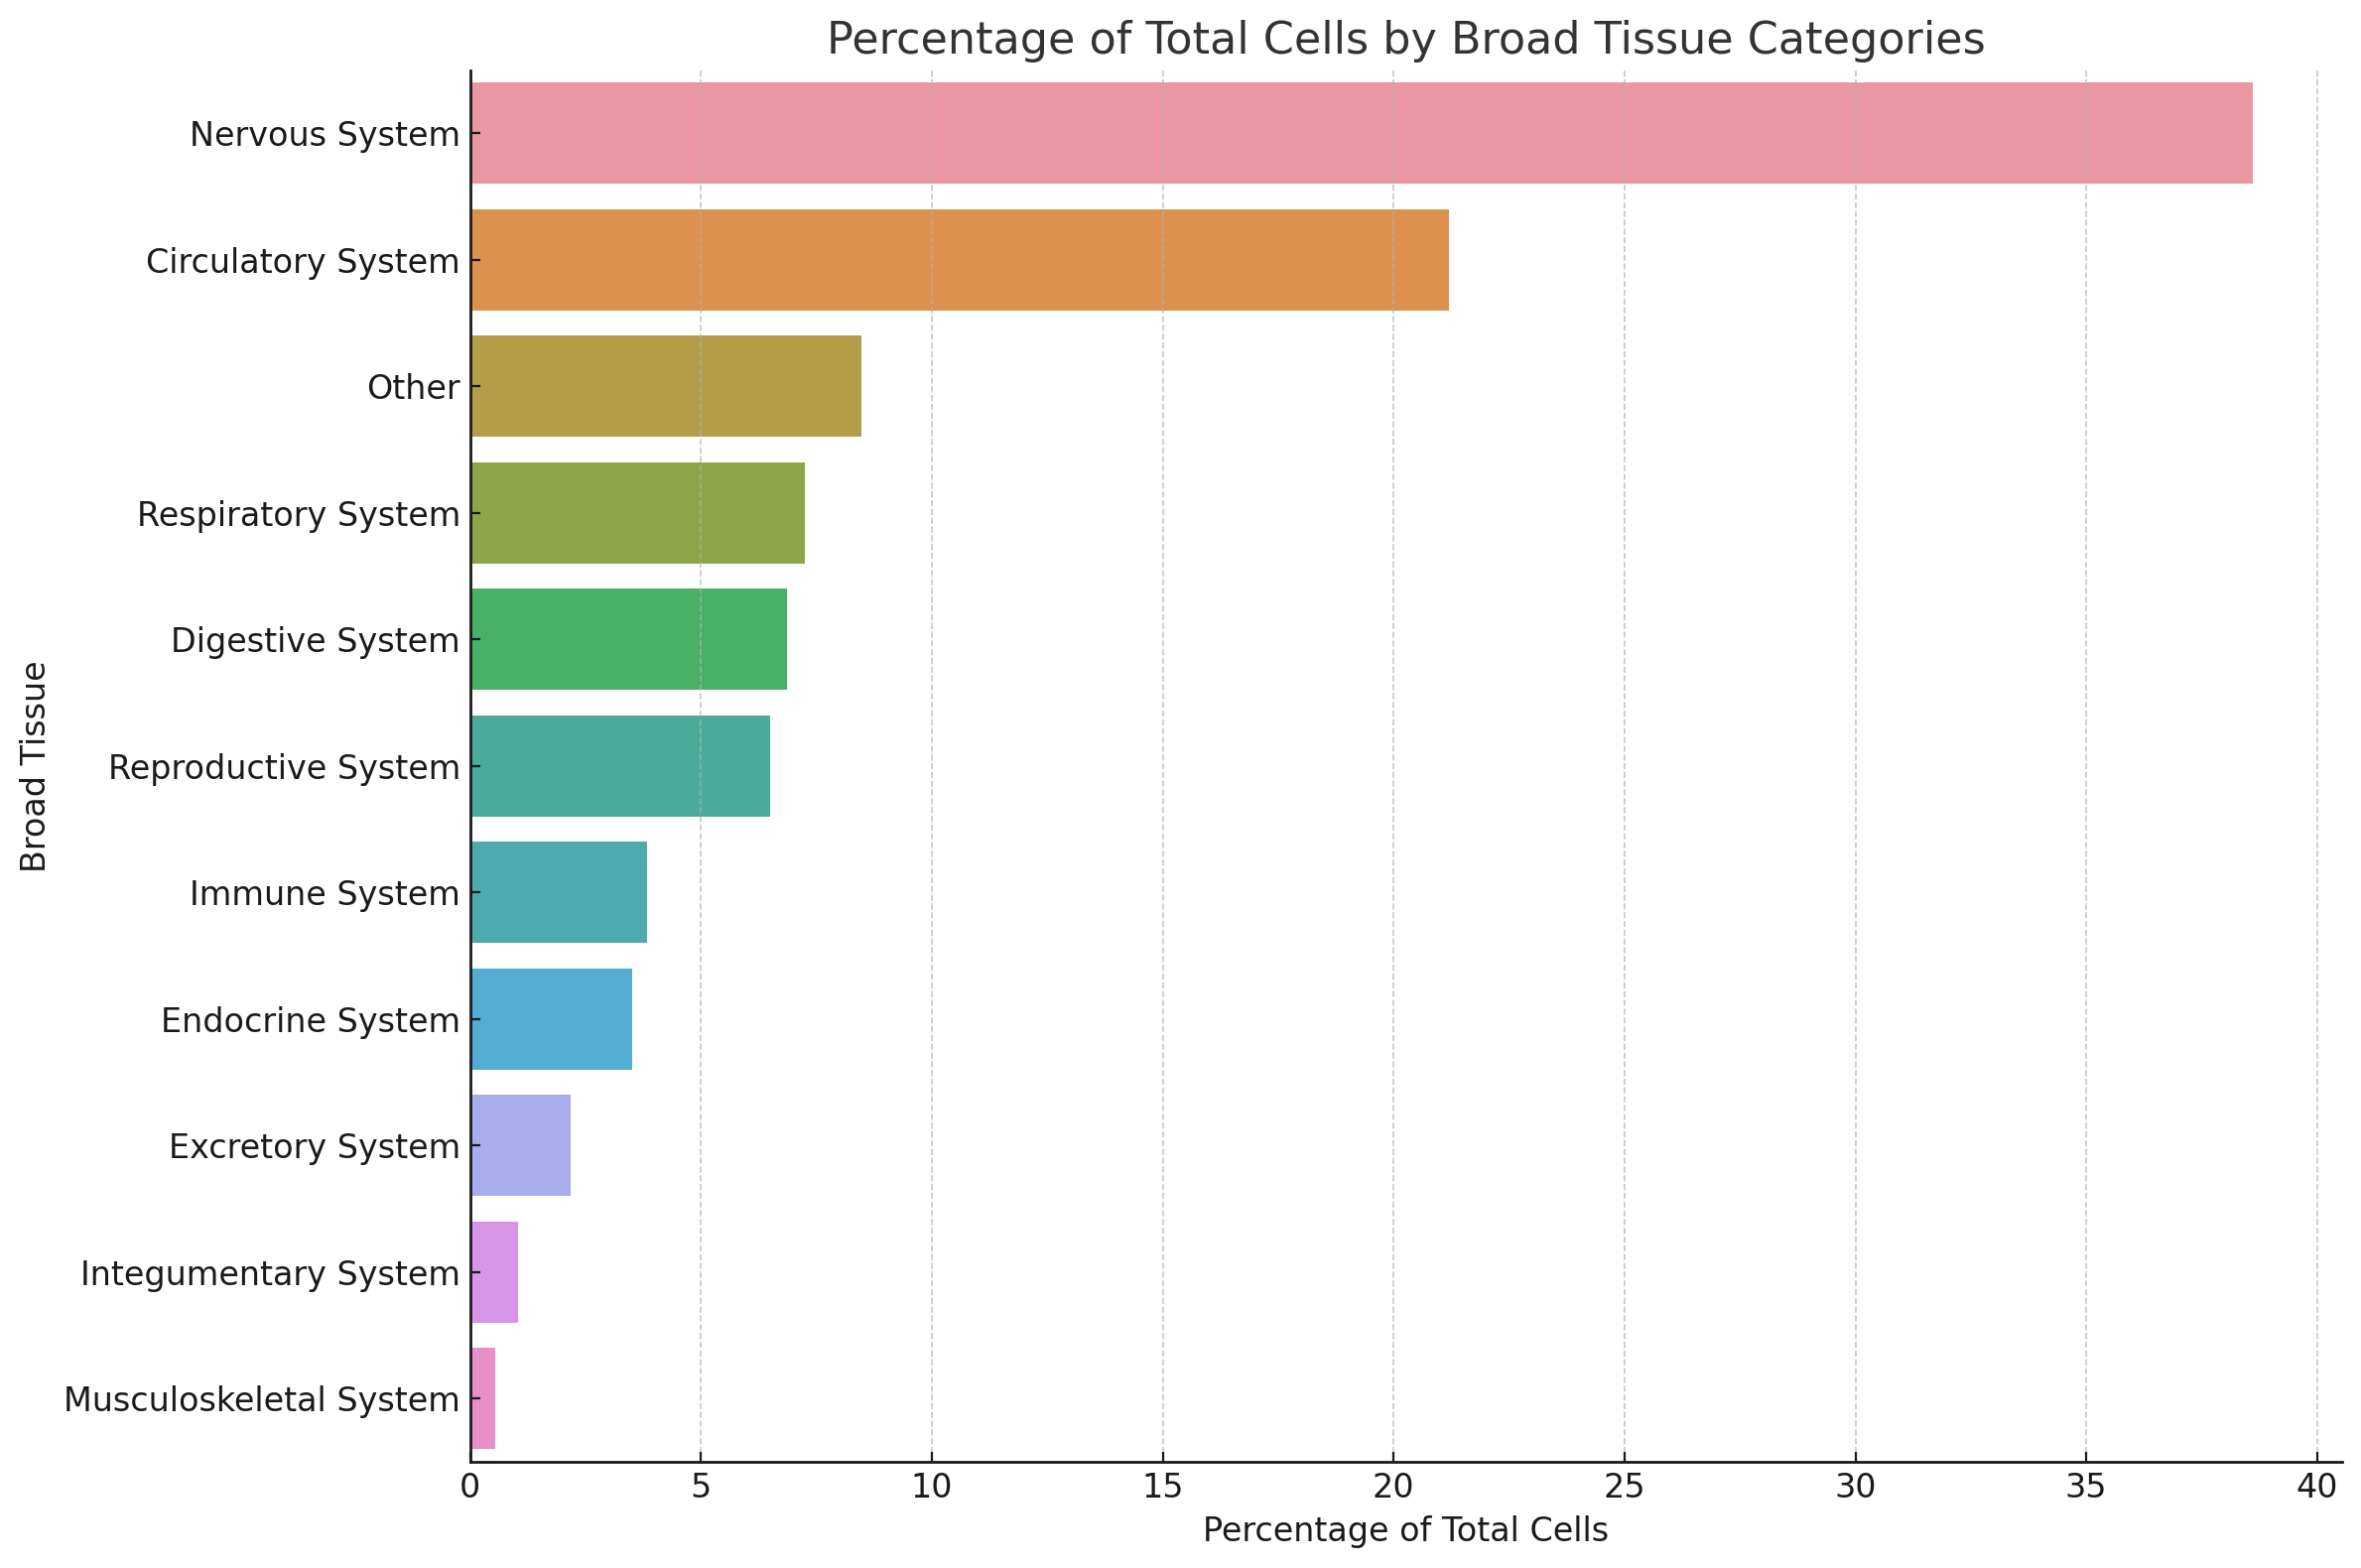 Percentage of Total Cells by Broad Tissue Categories
Nervous System
Circulatory System
Other
Respiratory System
Digestive System
Reproductive System
Immune System
Endocrine System
Excretory System
Integumentary System
Musculoskeletal System
Broad Tissue
0 5 10 15 20 25 30 35 40
Percentage of Total Cells